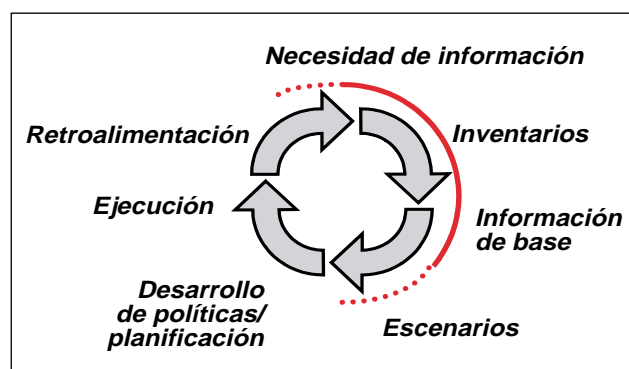 Necesidad de información
Retroalimentación
Inventarios
Ejecución
Información
de base
Desarrollo
de políticas/
planificación
Escenarios